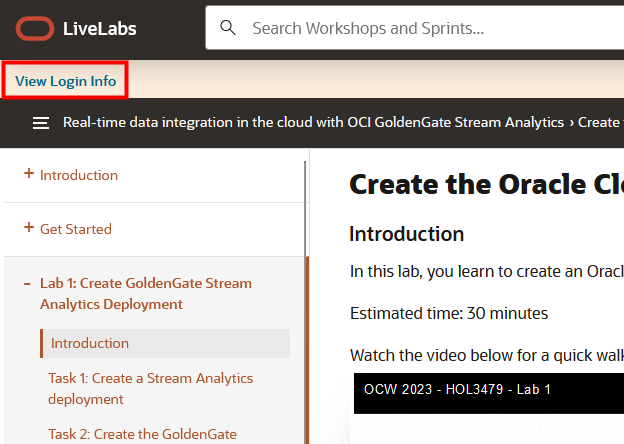 LiveLabs
Search Workshops and Sprints...
View Login Info
Real-time data integration in the cloud with OCI GoldenGate Stream Analytics › Create
+ Introduction
+ Get Started
– Lab 1: Create GoldenGate Stream
Analytics Deployment
Introduction
Task 1: Create a Stream Analytics
deployment
Task 2: Create the GoldenGate
Create the Oracle Cl
Introduction
In this lab, you learn to create an Orac
Estimated time: 30 minutes
Watch the video below for a quick walk
OCW 2023 - HOL3479 - Lab 1